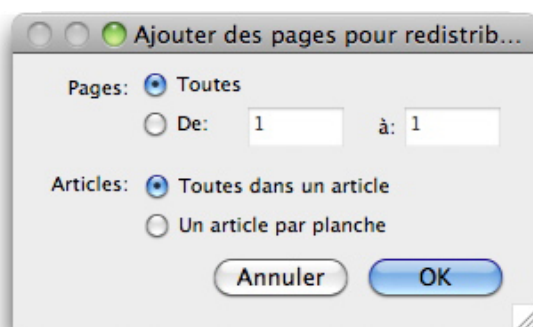 Ajouter des pages pour redistrib...
Pages: Toutes
De: 1 à: 1
Articles: Toutes dans un article
Un article par planche
Annuler OK